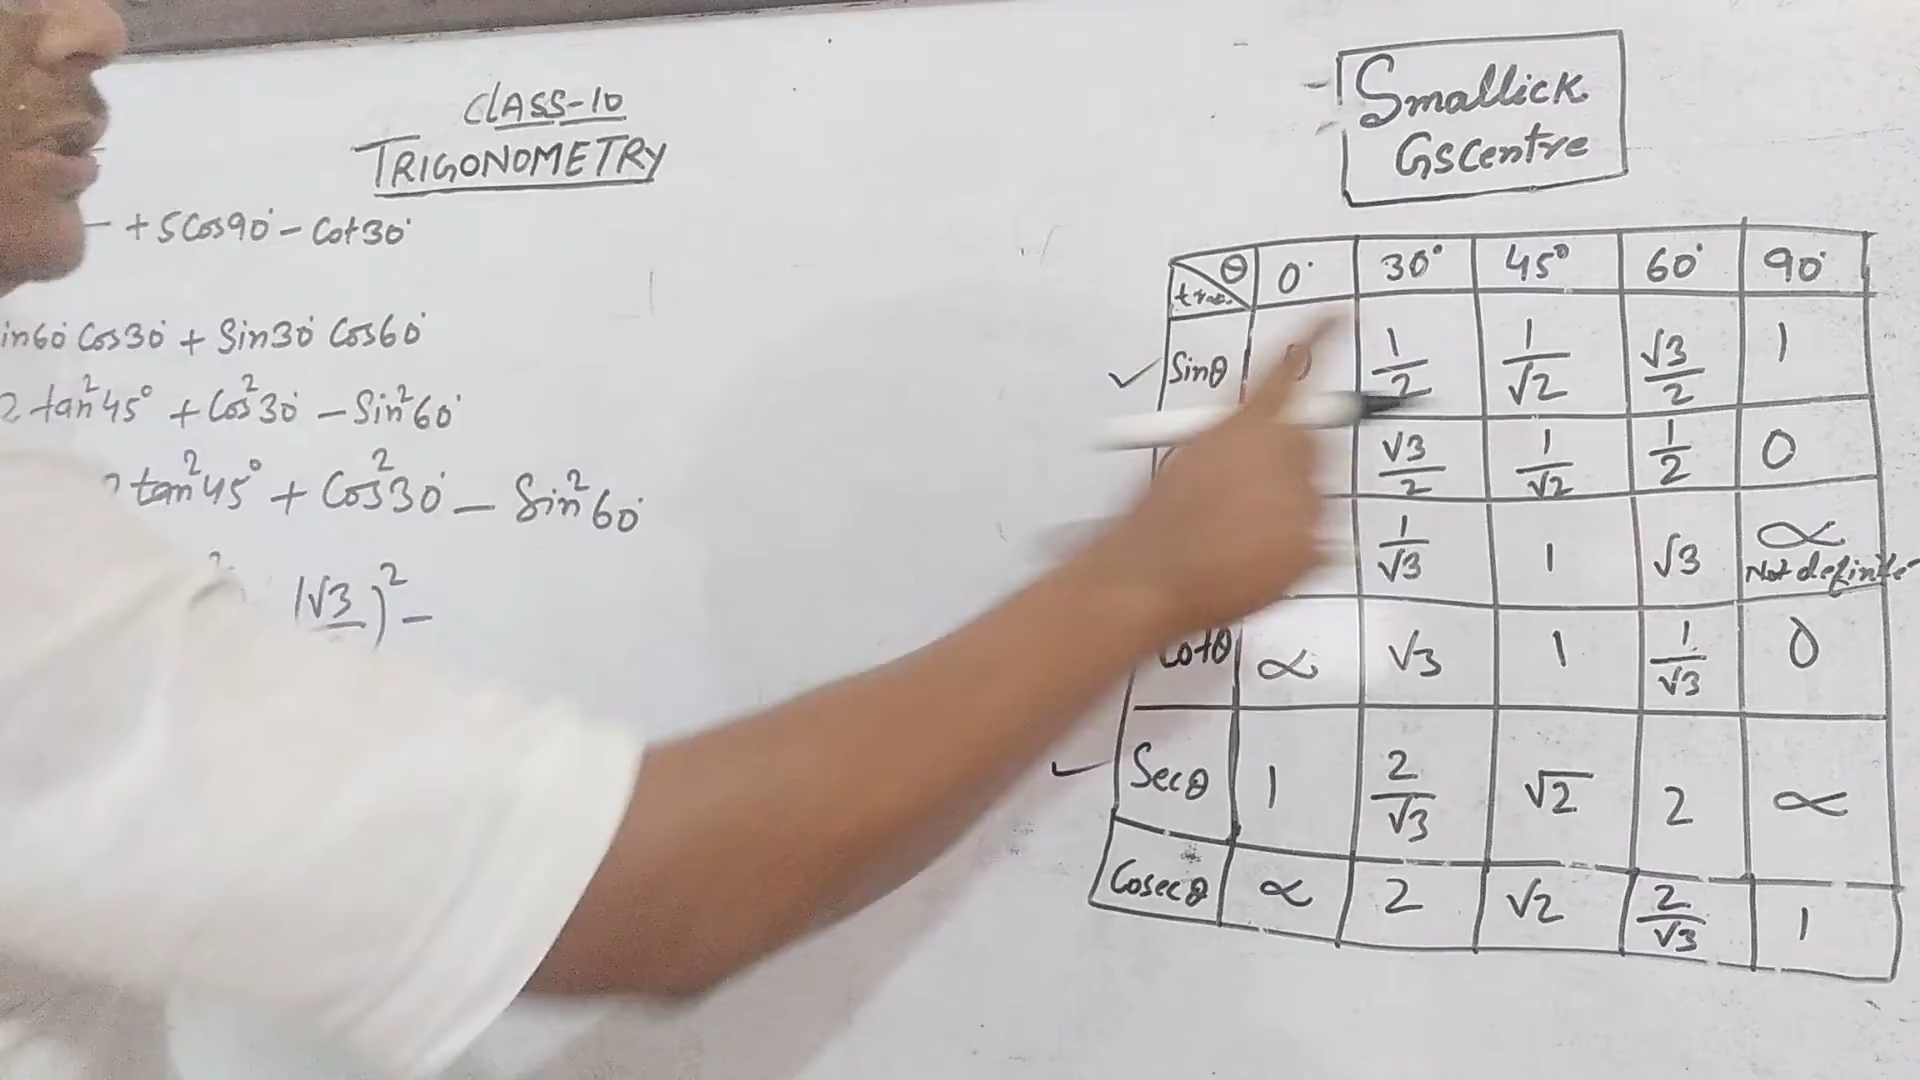 CLASS-10
TRIGONOMETRY
+ 5Cos90° - Cot30°
in60° Cos30° + Sin30° Cos60°
2 tan²45° + Cos²30° - Sin²60°
2 tan²45° + Cos²30° - Sin²60°
√3)² -
Smallick
GSCentre
θ 0° 30° 45° 60° 90°
Sinθ 0 1/2 1/√2 √3/2 1
√3/2 1/√2 1/2 0
1/√3 1 √3 ∝ Not definite
Cotθ ∝ √3 1 1/√3 0
Secθ 1 2/√3 √2 2 ∝
Cosecθ ∝ 2 √2 2/√3 1